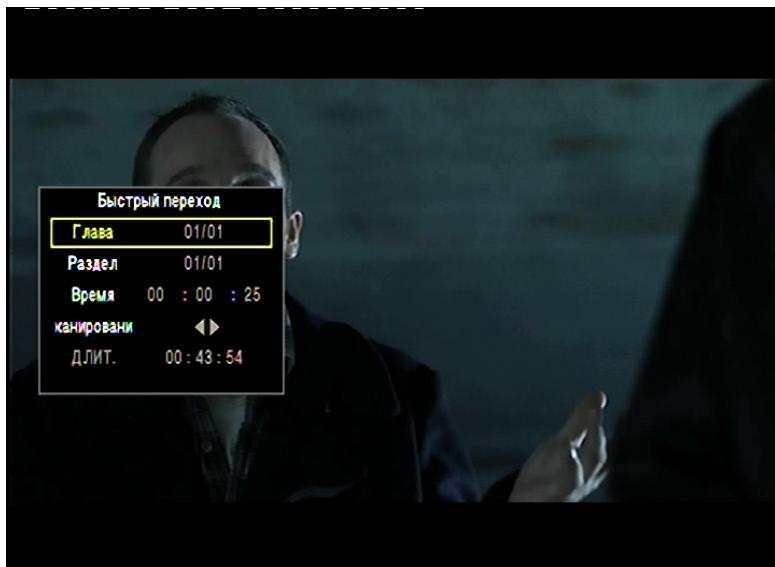 Быстрый переход
Глава 01/01
Раздел 01/01
Время 00 : 00 : 25
канировани
ДЛИТ. 00 : 43 : 54